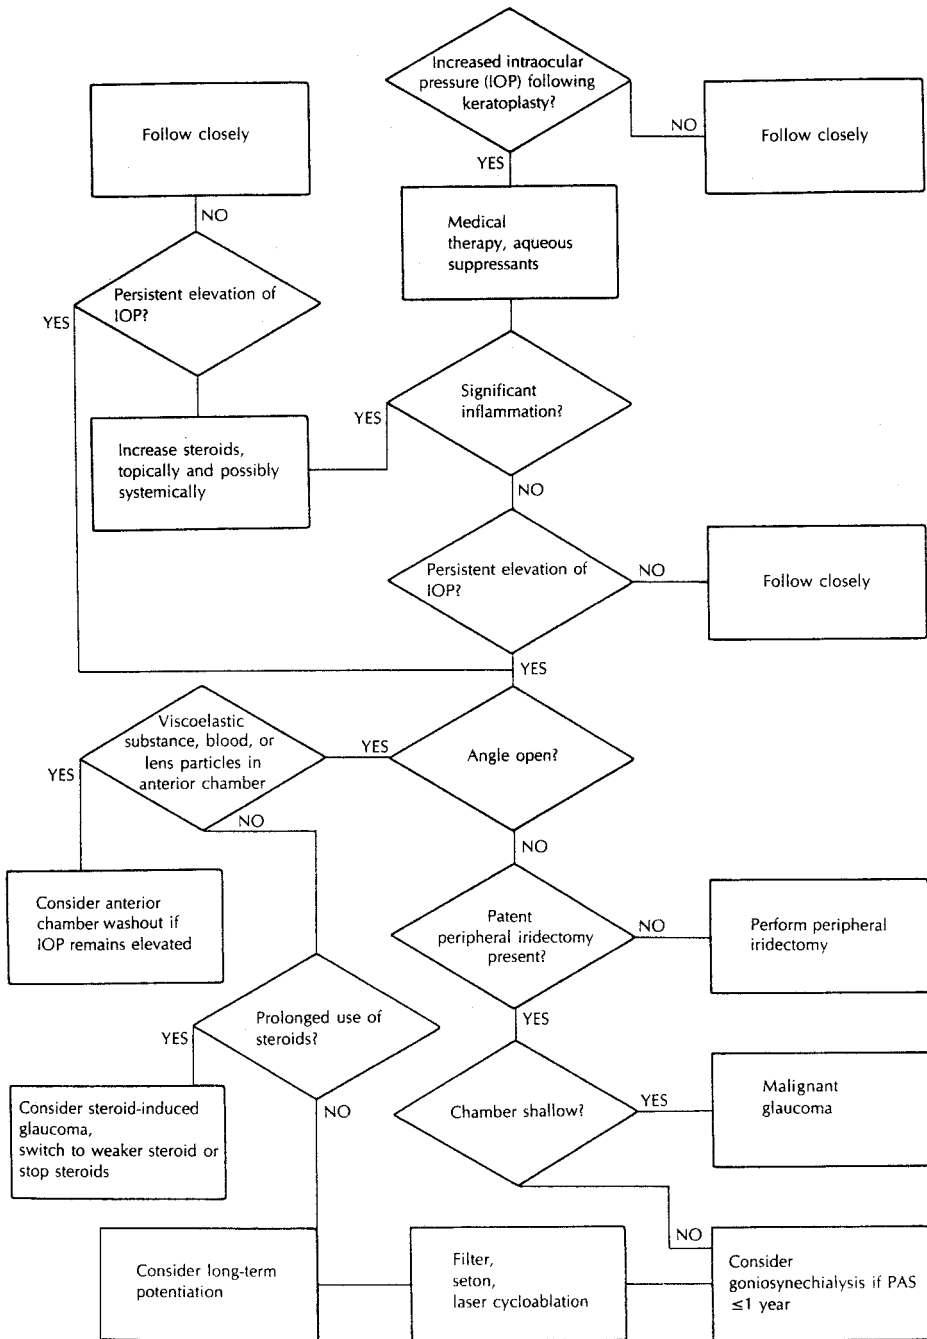 Increased intraocular
pressure (IOP) following
keratoplasty?
NO
Follow closely
YES
Medical
therapy, aqueous
suppressants
Follow closely
NO
Persistent elevation of
IOP?
YES
Significant
inflammation?
YES
Increase steroids,
topically and possibly
systemically
NO
Persistent elevation of
IOP?
NO
Follow closely
YES
Angle open?
YES
Viscoelastic
substance, blood, or
lens particles in
anterior chamber
YES
Consider anterior
chamber washout if
IOP remains elevated
NO
NO
Patent
peripheral iridectomy
present?
NO
Perform peripheral
iridectomy
YES
Prolonged use of
steroids?
YES
Consider steroid-induced
glaucoma,
switch to weaker steroid or
stop steroids
NO
Chamber shallow?
YES
Malignant
glaucoma
NO
Consider long-term
potentiation
Filter,
seton,
laser cycloablation
Consider
goniosynechialysis if PAS
≤1 year